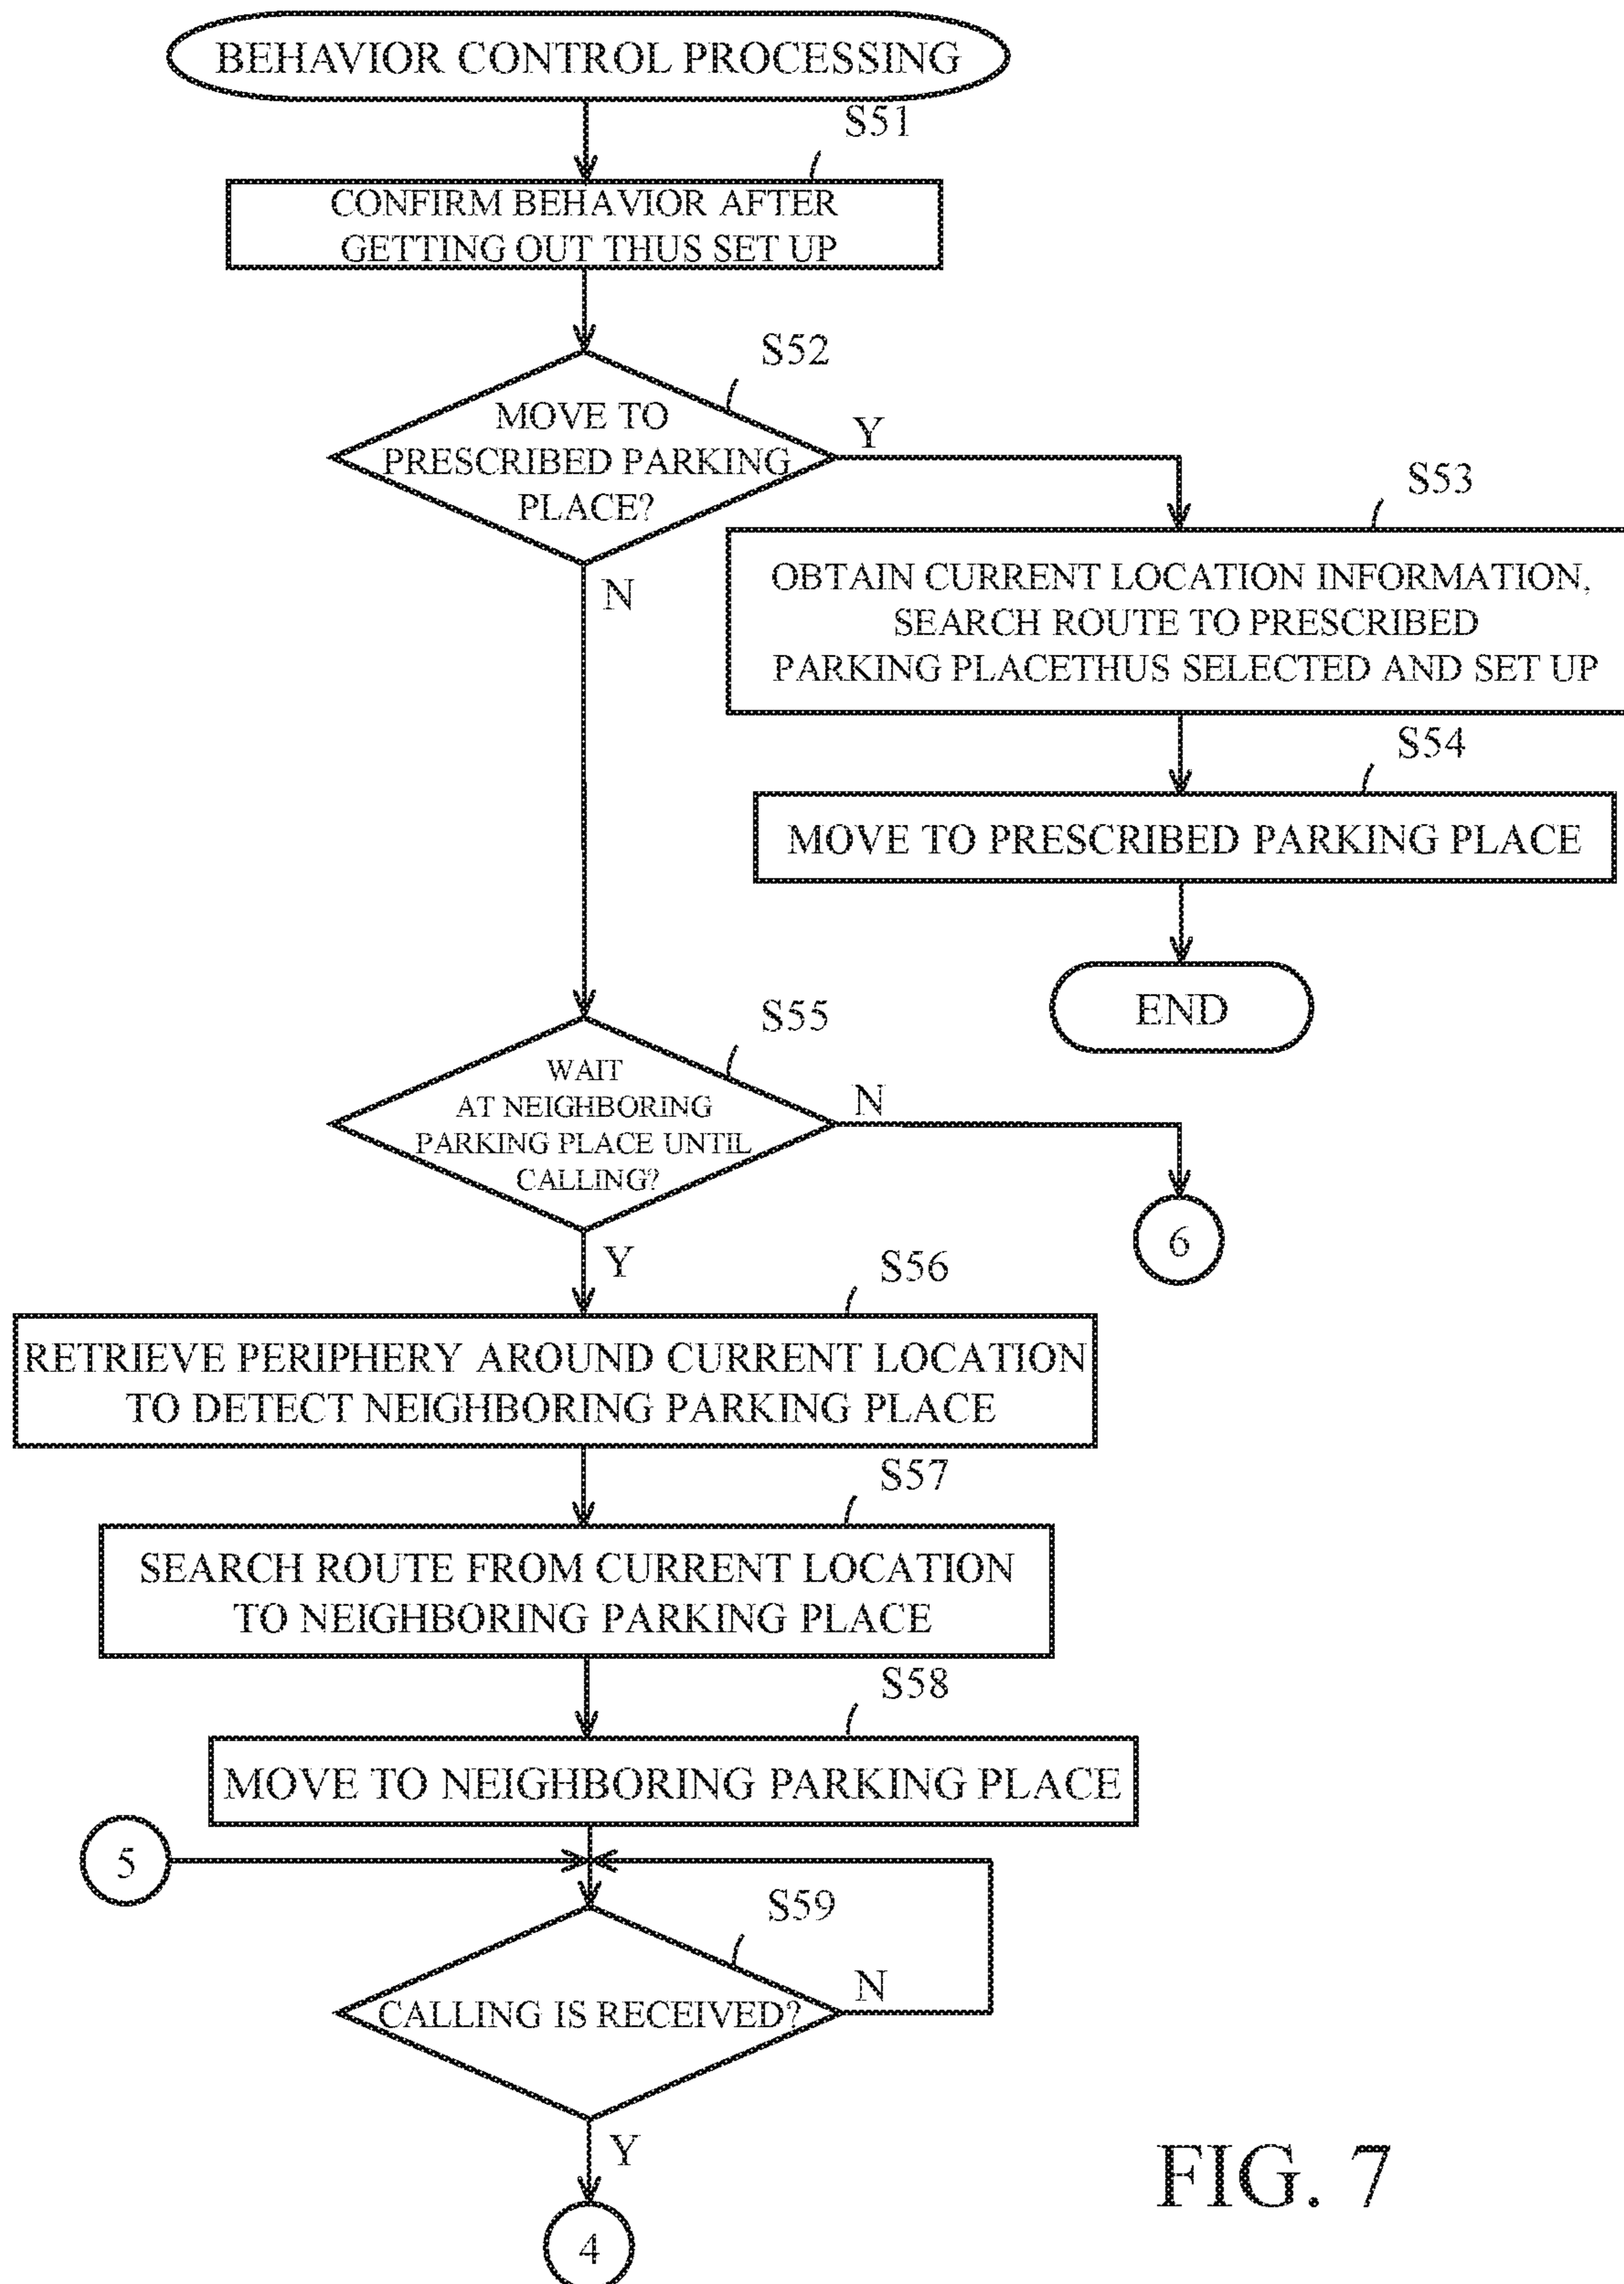 BEHAVIOR CONTROL PROCESSING
S51
CONFIRM BEHAVIOR AFTER
GETTING OUT THUS SET UP
S52
MOVE TO
PRESCRIBED PARKING
PLACE?
Y
N
S53
OBTAIN CURRENT LOCATION INFORMATION,
SEARCH ROUTE TO PRESCRIBED
PARKING PLACETHUS SELECTED AND SET UP
S54
MOVE TO PRESCRIBED PARKING PLACE
END
S55
WAIT
AT NEIGHBORING
PARKING PLACE UNTIL
CALLING?
N
6
Y
S56
RETRIEVE PERIPHERY AROUND CURRENT LOCATION
TO DETECT NEIGHBORING PARKING PLACE
S57
SEARCH ROUTE FROM CURRENT LOCATION
TO NEIGHBORING PARKING PLACE
S58
MOVE TO NEIGHBORING PARKING PLACE
5
S59
CALLING IS RECEIVED?
N
Y
4
FIG. 7